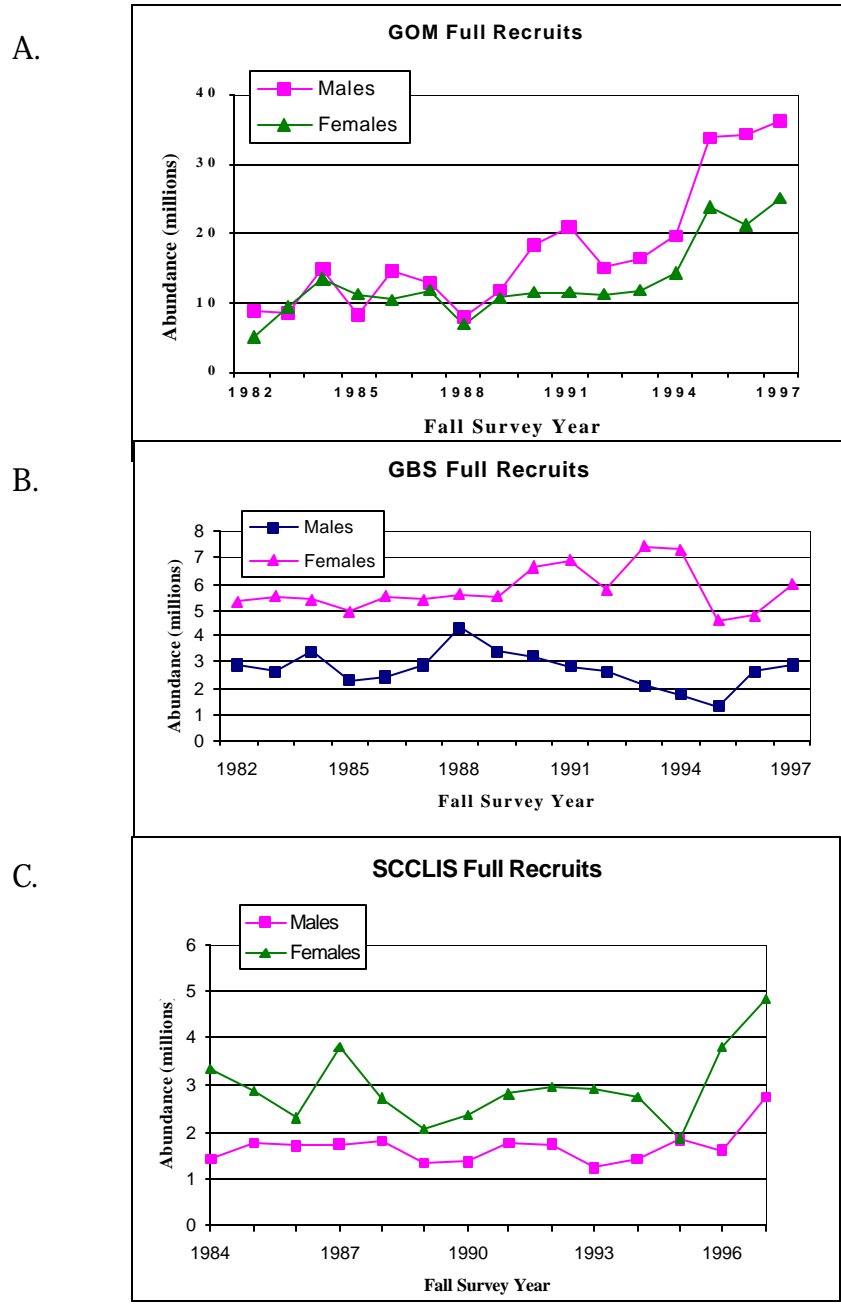 A.
GOM Full Recruits
Males
Females
40
30
20
10
0
Abundance (millions)
1982 1985 1988 1991 1994 1997
Fall Survey Year
B.
GBS Full Recruits
Males
Females
8
7
6
5
4
3
2
1
0
Abundance (millions)
1982 1985 1988 1991 1994 1997
Fall Survey Year
C.
SCCLIS Full Recruits
Males
Females
6
5
4
3
2
1
0
Abundance (millions)
1984 1987 1990 1993 1996
Fall Survey Year